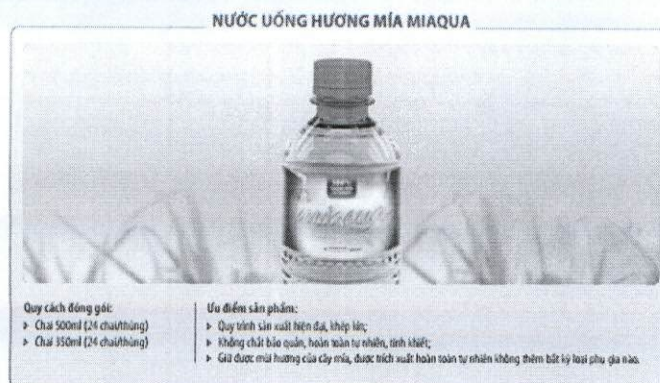 NƯỚC UỐNG HƯƠNG MÍA MIAQUA
Quy cách đóng gói:
▸ Chai 500ml (24 chai/thùng)
▸ Chai 350ml (24 chai/thùng)
Ưu điểm sản phẩm:
▸ Quy trình sản xuất hiện đại, khép kín;
▸ Không chất bảo quản, hoàn toàn tự nhiên, tinh khiết;
▸ Giữ được mùi hương của cây mía, được trích xuất hoàn toàn tự nhiên không thêm bất kỳ loại phụ gia nào.